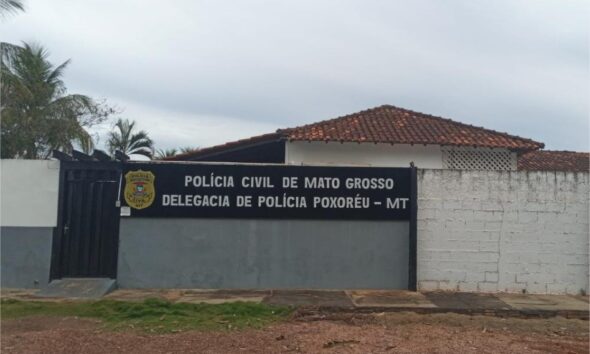 POLÍCIA CIVIL DE MATO GROSSO
DELEGACIA DE POLÍCIA POXORÉU - MT